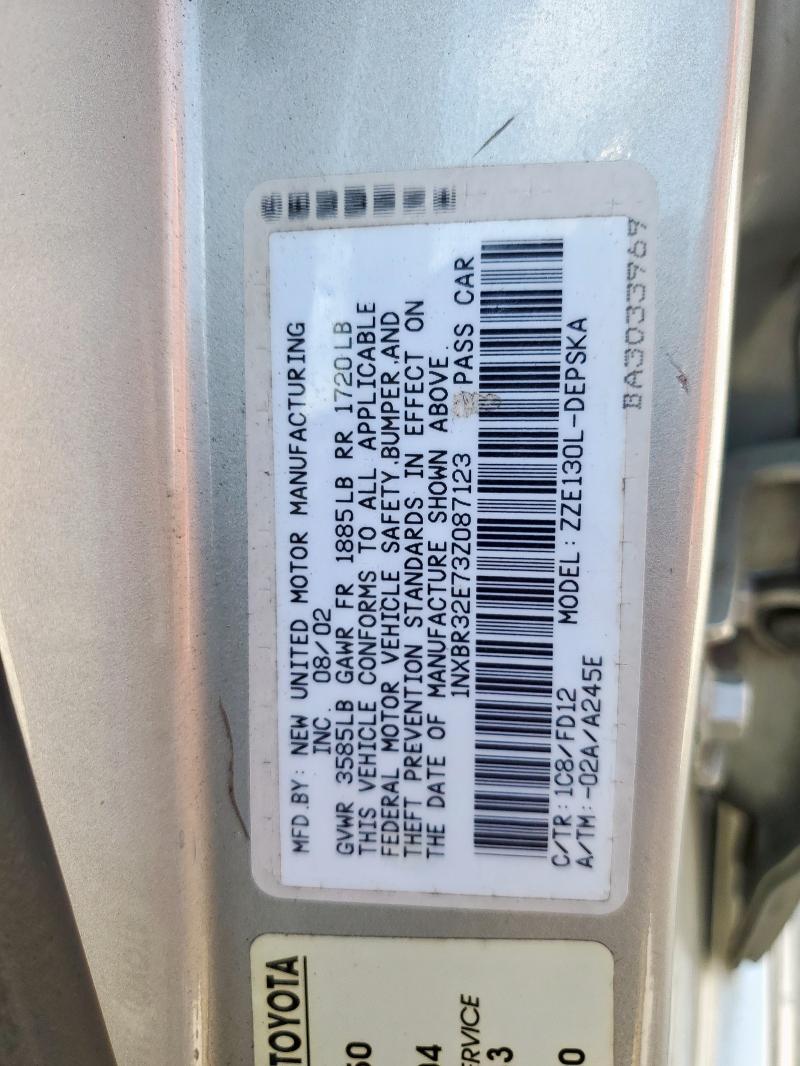 MFD.BY: NEW UNITED MOTOR MANUFACTURING
INC. 08/02
GVWR 3585LB GAWR FR 1885LB RR 1720LB
THIS VEHICLE CONFORMS TO ALL APPLICABLE
FEDERAL MOTOR VEHICLE SAFETY.BUMPER,AND
THEFT PREVENTION STANDARDS IN EFFECT ON
THE DATE OF MANUFACTURE SHOWN ABOVE.
1NXBR32E73Z087123 PASS CAR
C/TR:1C8/FD12 MODEL:ZZE130L-DEPSKA
A/TM:-02A/A245E
BA3033969
TOYOTA